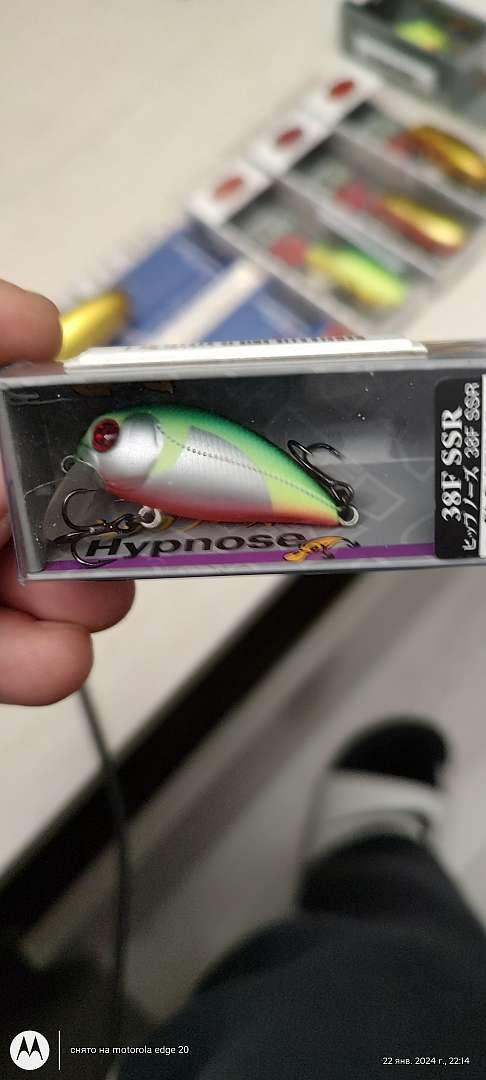 Hypnose
38F SSR
ヒップノーズ 38F SSR
снято на motorola edge 20
22 янв. 2024 г., 22:14